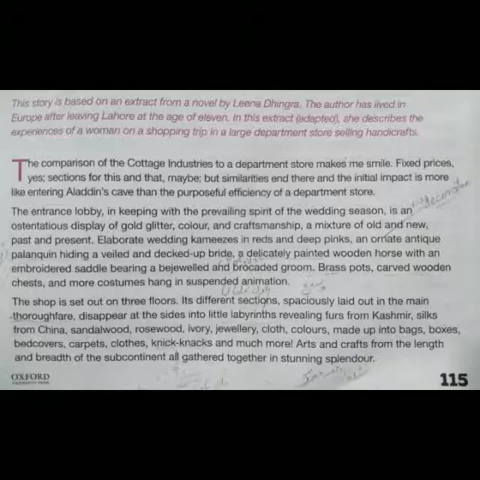 This story is based on an extract from a novel by Leena Dhingra. The author has lived in
Europe after leaving Lahore at the age of eleven. In this extract (adapted), she describes the
experiences of a woman on a shopping trip in a large department store selling handicrafts.
The comparison of the Cottage Industries to a department store makes me smile. Fixed prices,
yes; sections for this and that, maybe; but similarities end there and the initial impact is more
like entering Aladdin's cave than the purposeful efficiency of a department store.
The entrance lobby, in keeping with the prevailing spirit of the wedding season, is an
ostentatious display of gold glitter, colour, and craftsmanship, a mixture of old and new,
past and present. Elaborate wedding kameezes in reds and deep pinks, an ornate antique
palanquin hiding a veiled and decked-up bride, a delicately painted wooden horse with an
embroidered saddle bearing a bejewelled and brocaded groom. Brass pots, carved wooden
chests, and more costumes hang in suspended animation.
The shop is set out on three floors. Its different sections, spaciously laid out in the main
thoroughfare, disappear at the sides into little labyrinths revealing furs from Kashmir, silks
from China, sandalwood, rosewood, ivory, jewellery, cloth, colours, made up into bags, boxes,
bedcovers, carpets, clothes, knick-knacks and much more! Arts and crafts from the length
and breadth of the subcontinent all gathered together in stunning splendour.
OXFORD
UNIVERSITY PRESS
115